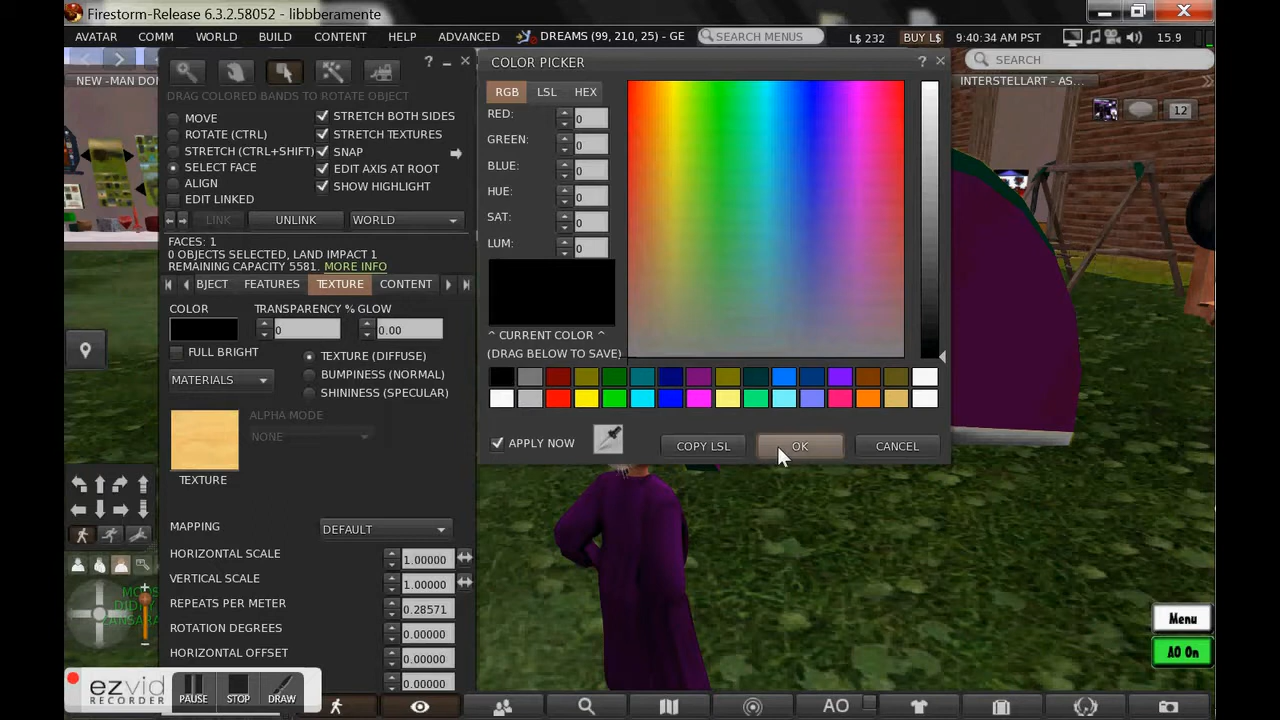 Firestorm-Release 6.3.2.58052 - libbberamente
AVATAR COMM WORLD BUILD CONTENT HELP ADVANCED DREAMS (99, 210, 25) - GE SEARCH MENUS L$ 232 BUY L$ 9:40:34 AM PST 15.9
SEARCH
NEW -MAN DO
INTERSTELLART - AS...
12
DRAG COLORED BANDS TO ROTATE OBJECT
MOVE
ROTATE (CTRL)
STRETCH (CTRL+SHIFT)
SELECT FACE
ALIGN
EDIT LINKED
STRETCH BOTH SIDES
STRETCH TEXTURES
SNAP
EDIT AXIS AT ROOT
SHOW HIGHLIGHT
LINK UNLINK WORLD
FACES: 1
0 OBJECTS SELECTED, LAND IMPACT 1
REMAINING CAPACITY 5581. MORE INFO
BJECT FEATURES TEXTURE CONTENT
COLOR TRANSPARENCY % GLOW
0 0.00
FULL BRIGHT
TEXTURE (DIFFUSE)
BUMPINESS (NORMAL)
SHININESS (SPECULAR)
MATERIALS
ALPHA MODE
NONE
TEXTURE
MAPPING DEFAULT
HORIZONTAL SCALE 1.00000
VERTICAL SCALE 1.00000
REPEATS PER METER 0.28571
ROTATION DEGREES 0.00000
HORIZONTAL OFFSET 0.00000
0.00000
COLOR PICKER
?
RGB LSL HEX
RED: 0
GREEN: 0
BLUE: 0
HUE: 0
SAT: 0
LUM: 0
^ CURRENT COLOR ^
(DRAG BELOW TO SAVE)
APPLY NOW
COPY LSL OK CANCEL
Menu
AO On
ezvid
RECORDER
PAUSE STOP DRAW
AO